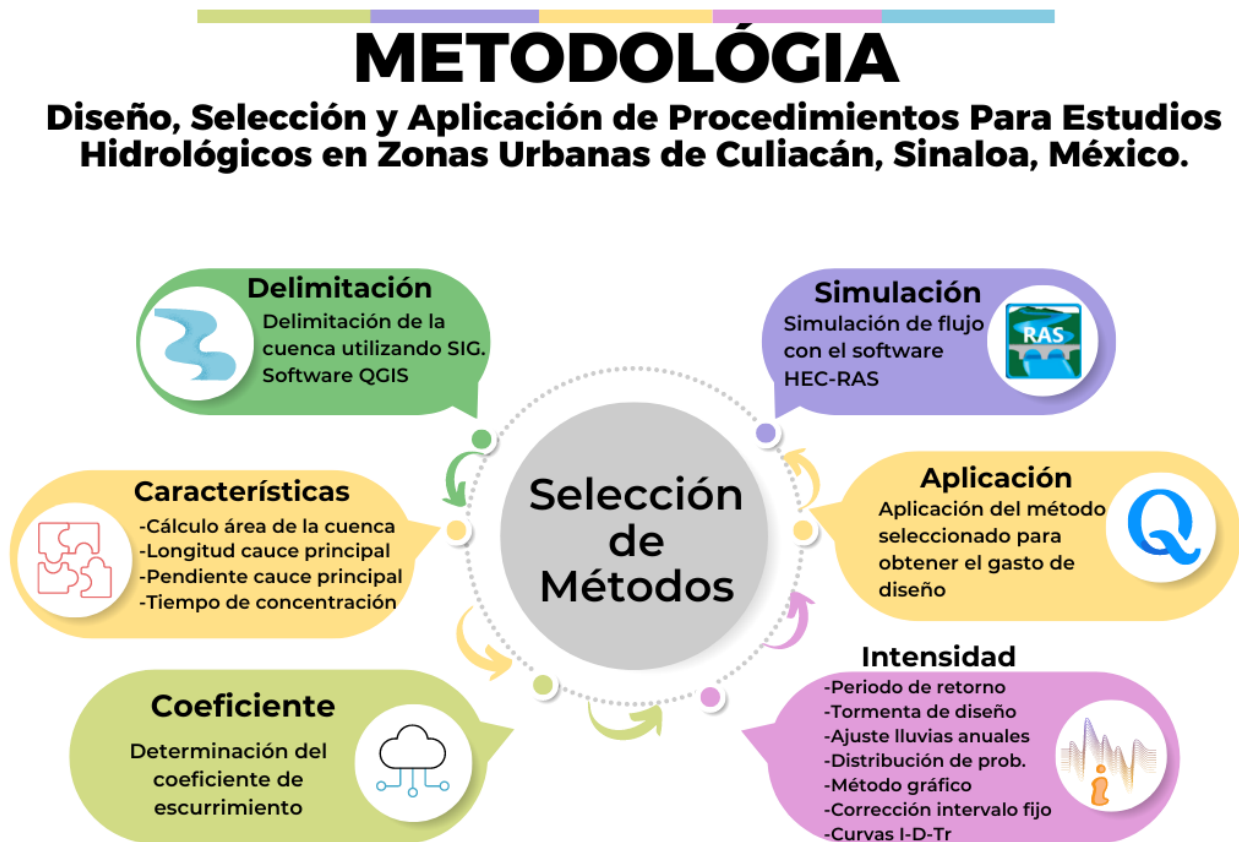 METODOLÓGIA
Diseño, Selección y Aplicación de Procedimientos Para Estudios
Hidrológicos en Zonas Urbanas de Culiacán, Sinaloa, México.
Delimitación
Delimitación de la
cuenca utilizando SIG.
Software QGIS
Simulación
Simulación de flujo
con el software
HEC-RAS
RAS
Características
-Cálculo área de la cuenca
-Longitud cauce principal
-Pendiente cauce principal
-Tiempo de concentración
Selección
de
Métodos
Aplicación
Aplicación del método
seleccionado para
obtener el gasto de
diseño
Q
Coeficiente
Determinación del
coeficiente de
escurrimiento
Intensidad
-Periodo de retorno
-Tormenta de diseño
-Ajuste lluvias anuales
-Distribución de prob.
-Método gráfico
-Corrección intervalo fijo
-Curvas I-D-Tr
i